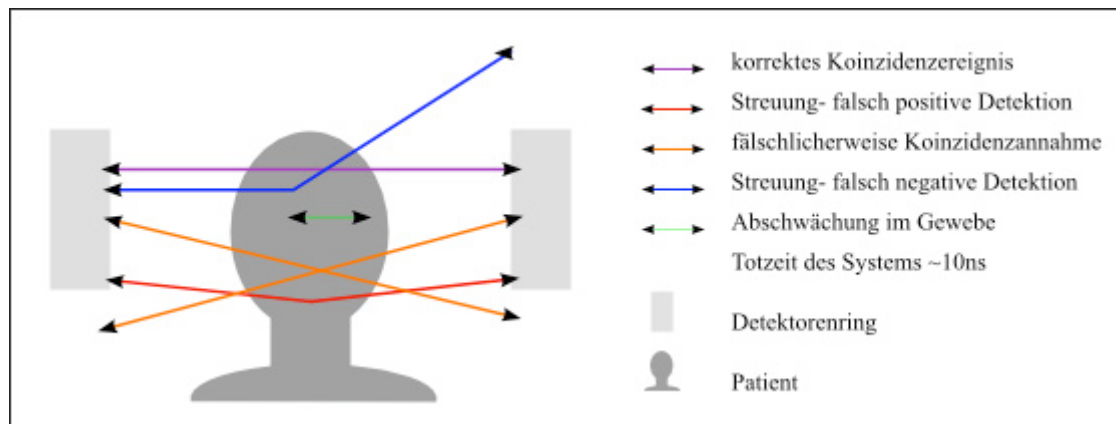 korrektes Koinzidenzereignis
Streuung- falsch positive Detektion
fälschlicherweise Koinzidenzannahme
Streuung- falsch negative Detektion
Abschwächung im Gewebe
Totzeit des Systems ~10ns
Detektorenring
Patient